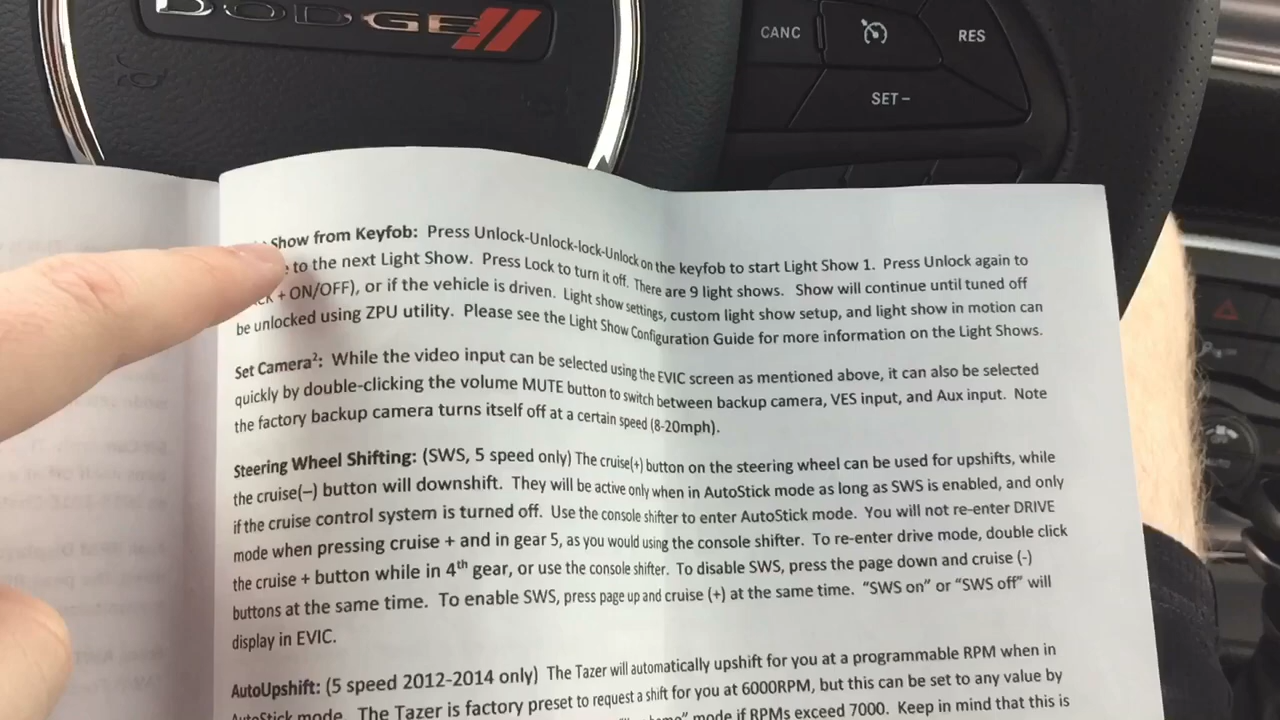 DODGE
CANC
RES
SET –
Show from Keyfob: Press Unlock-Unlock-lock-Unlock on the keyfob to start Light Show 1. Press Unlock again to
to the next Light Show. Press Lock to turn it off. There are 9 light shows. Show will continue until tuned off
+ ON/OFF), or if the vehicle is driven. Light show settings, custom light show setup, and light show in motion can
be unlocked using ZPU utility. Please see the Light Show Configuration Guide for more information on the Light Shows.
Set Camera²: While the video input can be selected using the EVIC screen as mentioned above, it can also be selected
quickly by double-clicking the volume MUTE button to switch between backup camera, VES input, and Aux input. Note
the factory backup camera turns itself off at a certain speed (8-20mph).
Steering Wheel Shifting: (SWS, 5 speed only) The cruise(+) button on the steering wheel can be used for upshifts, while
the cruise(–) button will downshift. They will be active only when in AutoStick mode as long as SWS is enabled, and only
if the cruise control system is turned off. Use the console shifter to enter AutoStick mode. You will not re-enter DRIVE
mode when pressing cruise + and in gear 5, as you would using the console shifter. To re-enter drive mode, double click
the cruise + button while in 4th gear, or use the console shifter. To disable SWS, press the page down and cruise (-)
buttons at the same time. To enable SWS, press page up and cruise (+) at the same time. “SWS on” or “SWS off” will
display in EVIC.
AutoUpshift: (5 speed 2012-2014 only) The Tazer will automatically upshift for you at a programmable RPM when in
AutoStick mode. The Tazer is factory preset to request a shift for you at 6000RPM, but this can be set to any value by
mode if RPMs exceed 7000. Keep in mind that this is